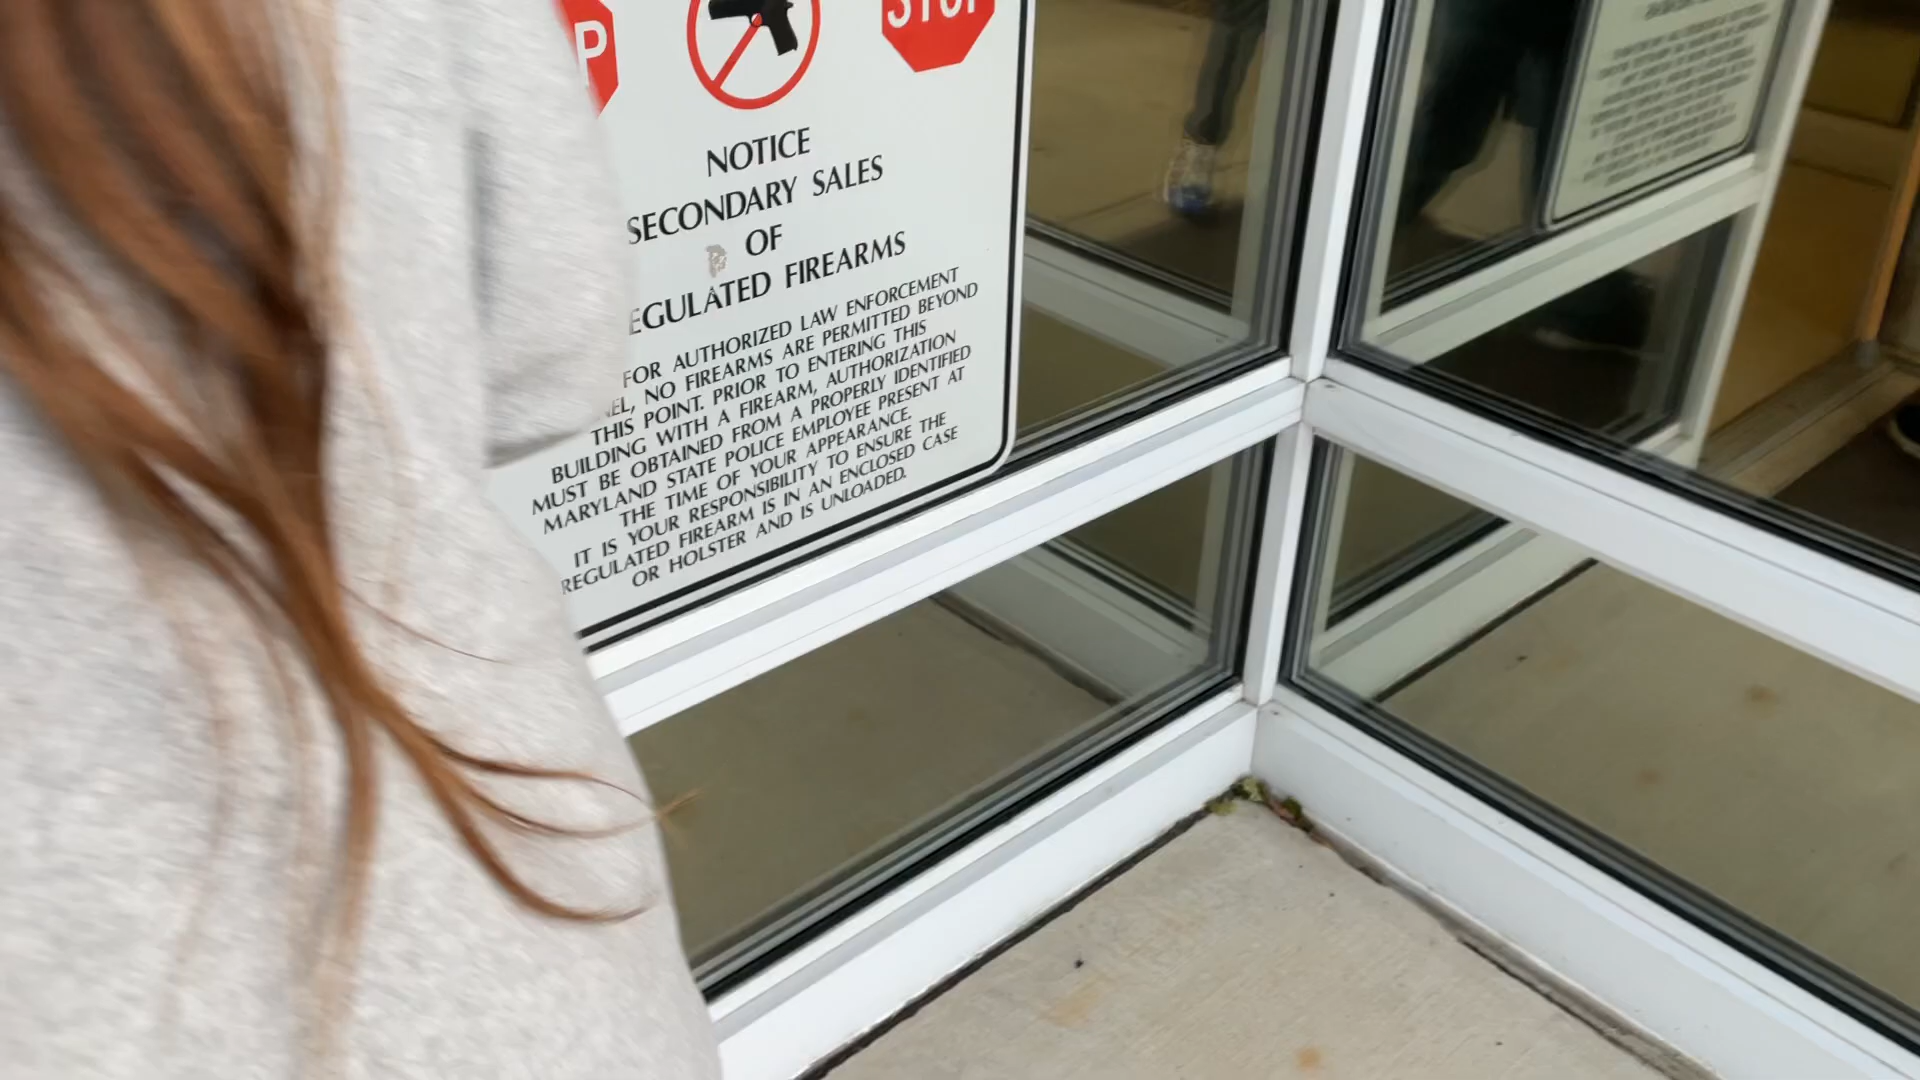 P STOP
NOTICE
SECONDARY SALES
OF
EGULATED FIREARMS
FOR AUTHORIZED LAW ENFORCEMENT
NEL, NO FIREARMS ARE PERMITTED BEYOND
THIS POINT. PRIOR TO ENTERING THIS
BUILDING WITH A FIREARM, AUTHORIZATION
MUST BE OBTAINED FROM A PROPERLY IDENTIFIED
MARYLAND STATE POLICE EMPLOYEE PRESENT AT
THE TIME OF YOUR APPEARANCE.
IT IS YOUR RESPONSIBILITY TO ENSURE THE
REGULATED FIREARM IS IN AN ENCLOSED CASE
OR HOLSTER AND IS UNLOADED.